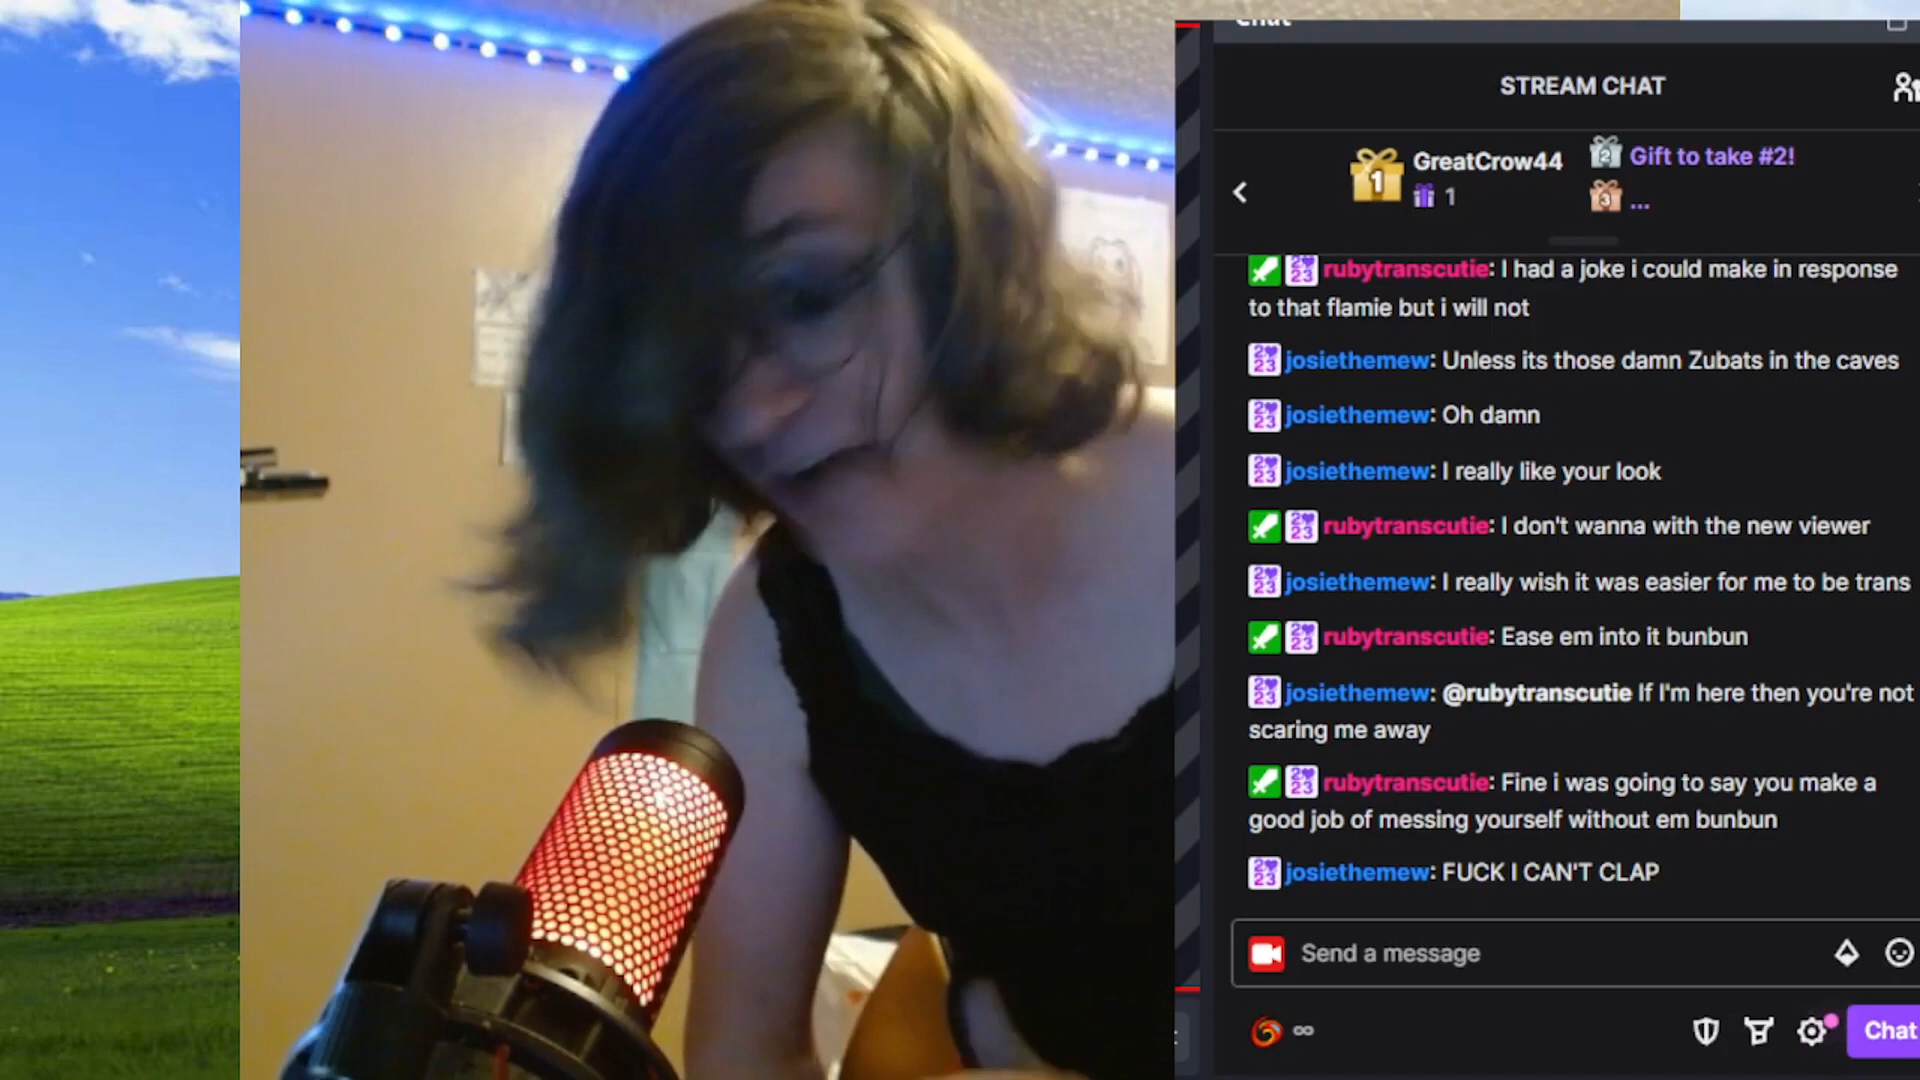 Chat
STREAM CHAT
1
GreatCrow44
1
2
Gift to take #2!
3
...
rubytranscutie: I had a joke i could make in response
to that flamie but i will not
josiethemew: Unless its those damn Zubats in the caves
josiethemew: Oh damn
josiethemew: I really like your look
rubytranscutie: I don't wanna with the new viewer
josiethemew: I really wish it was easier for me to be trans
rubytranscutie: Ease em into it bunbun
josiethemew: @rubytranscutie If I'm here then you're not
scaring me away
rubytranscutie: Fine i was going to say you make a
good job of messing yourself without em bunbun
josiethemew: FUCK I CAN'T CLAP
Send a message
∞
Chat